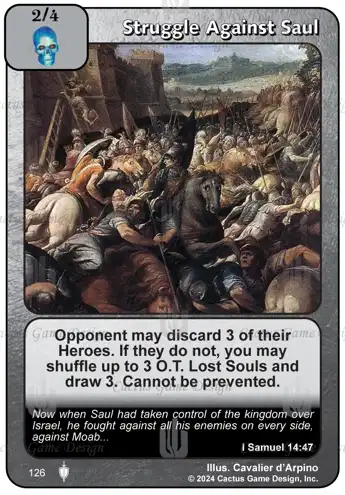 2/4
Struggle Against Saul
Opponent may discard 3 of their
Heroes. If they do not, you may
shuffle up to 3 O.T. Lost Souls and
draw 3. Cannot be prevented.
Now when Saul had taken control of the kingdom over
Israel, he fought against all his enemies on every side,
against Moab...
I Samuel 14:47
Illus. Cavalier d'Arpino
126
© 2024 Cactus Game Design, Inc.